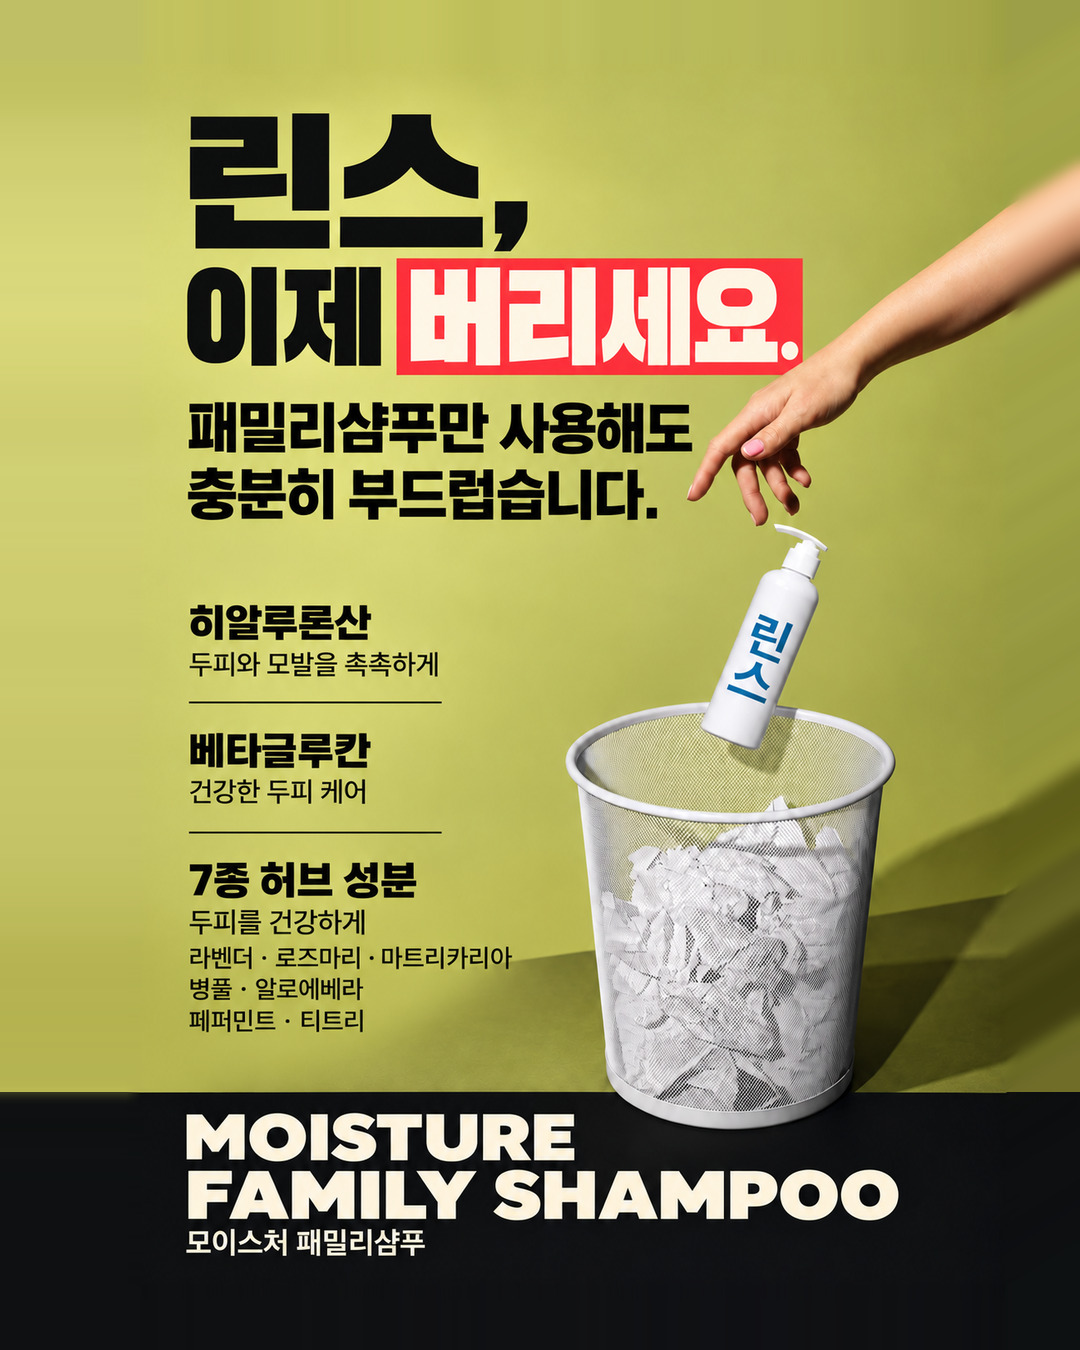 린스,
이제 버리세요.
패밀리샴푸만 사용해도
충분히 부드럽습니다.
린스
히알루론산
두피와 모발을 촉촉하게
베타글루칸
건강한 두피 케어
7종 허브 성분
두피를 건강하게
라벤더 · 로즈마리 · 마트리카리아
병풀 · 알로에베라
페퍼민트 · 티트리
MOISTURE
FAMILY SHAMPOO
모이스처 패밀리샴푸